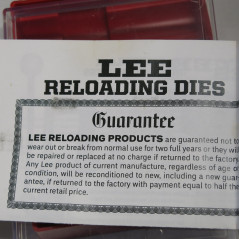 LEE
RELOADING DIES
Guarantee
LEE RELOADING PRODUCTS are guaranteed not to
wear out or break from normal use for two full years or they will
be repaired or replaced at no charge if returned to the factory.
Any Lee product of current manufacture, regardless of age or
condition, will be reconditioned to new, including a new guar-
antee, if returned to the factory with payment equal to half the
current retail price.